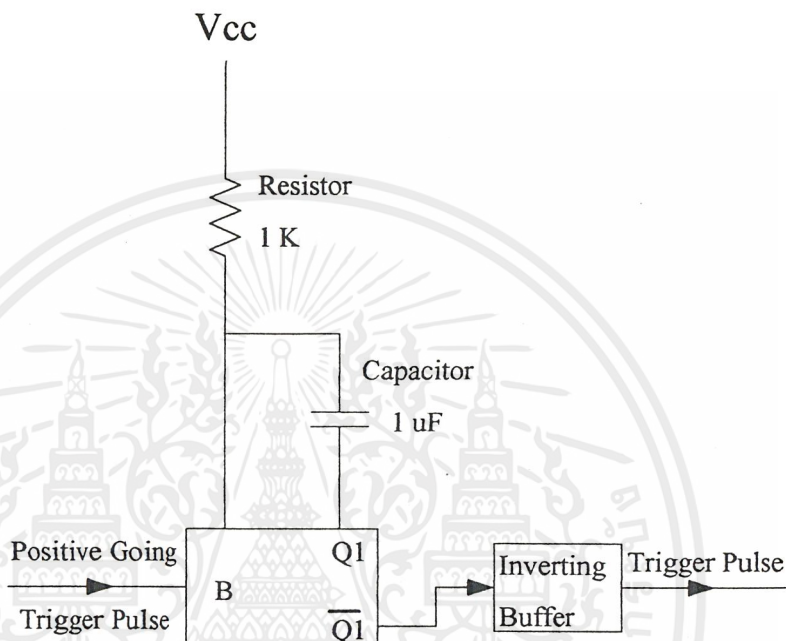 Vcc
Resistor
1 K
Capacitor
1 uF
Positive Going
Trigger Pulse
B
Q1
Q1
Inverting
Buffer
Trigger Pulse